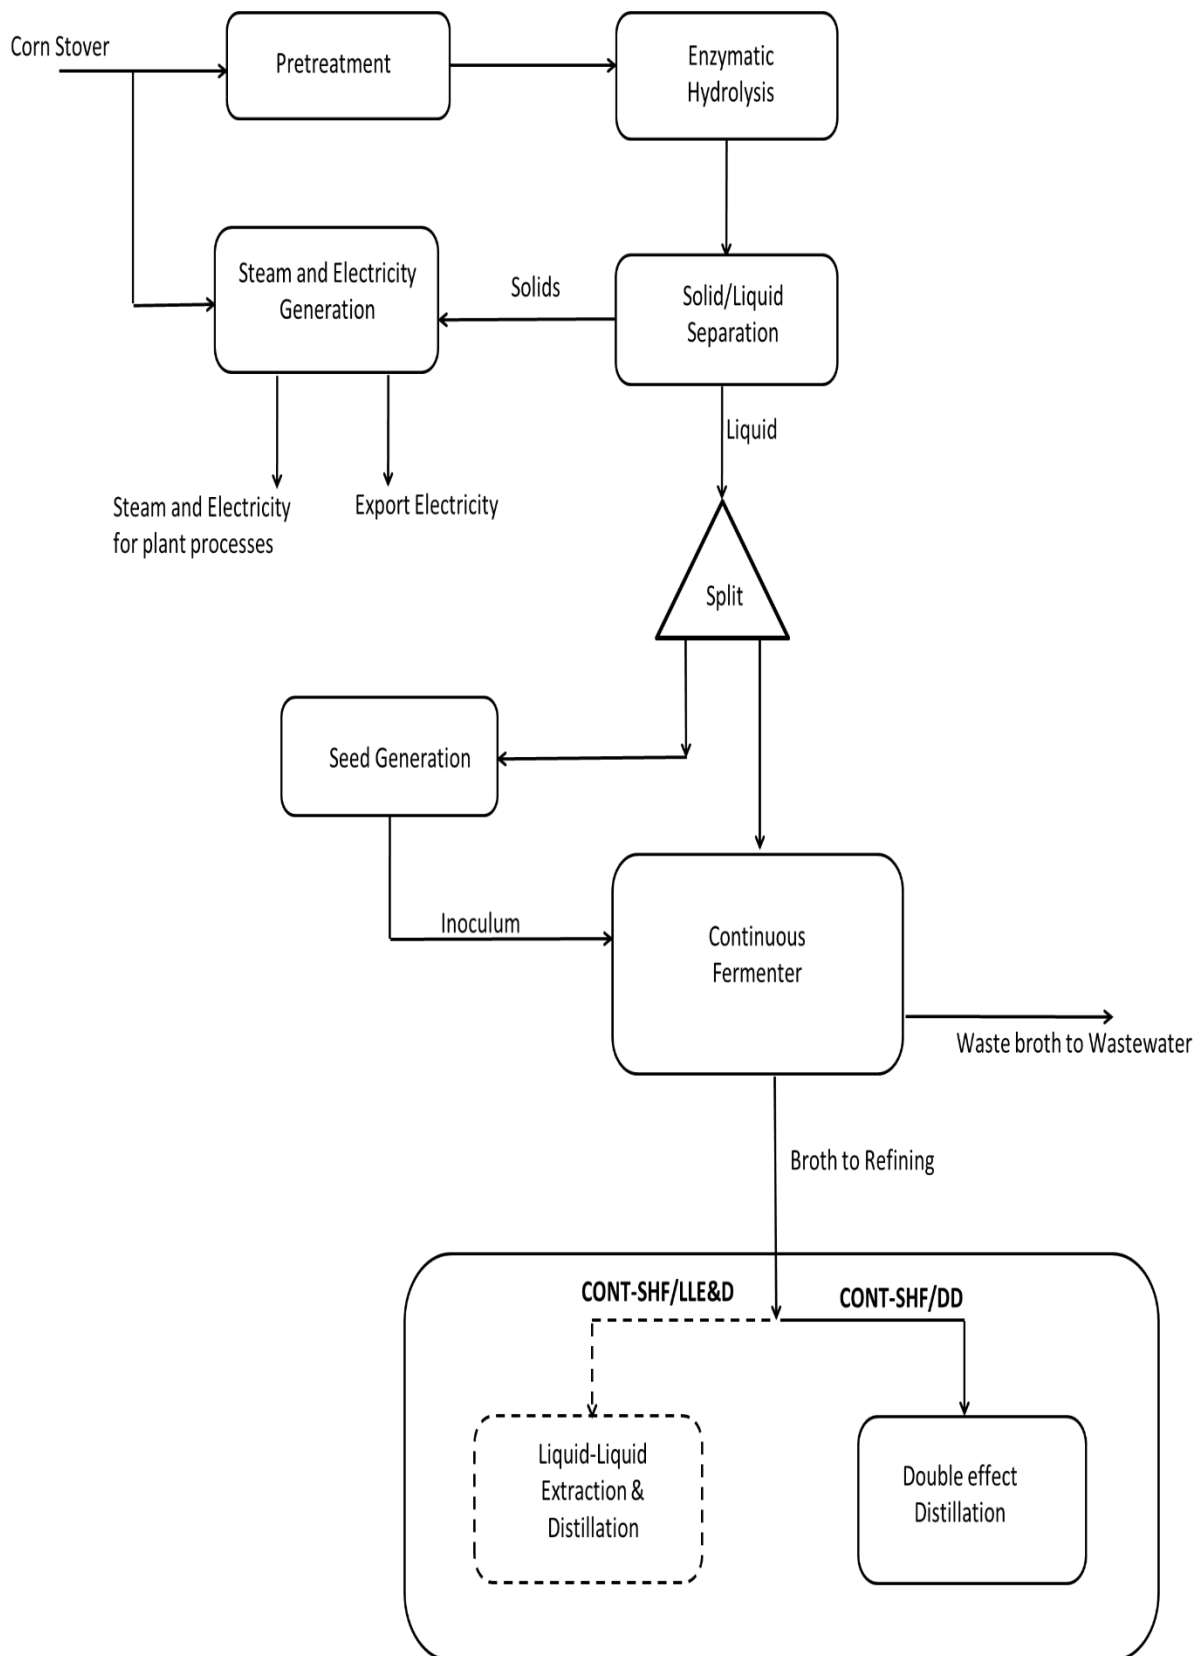 Corn Stover
Pretreatment
Enzymatic
Hydrolysis
Steam and Electricity
Generation
Solids
Solid/Liquid
Separation
Liquid
Steam and Electricity
for plant processes
Export Electricity
Split
Seed Generation
Inoculum
Continuous
Fermenter
Waste broth to Wastewater
Broth to Refining
CONT-SHF/LLE&D
CONT-SHF/DD
Liquid-Liquid
Extraction &
Distillation
Double effect
Distillation